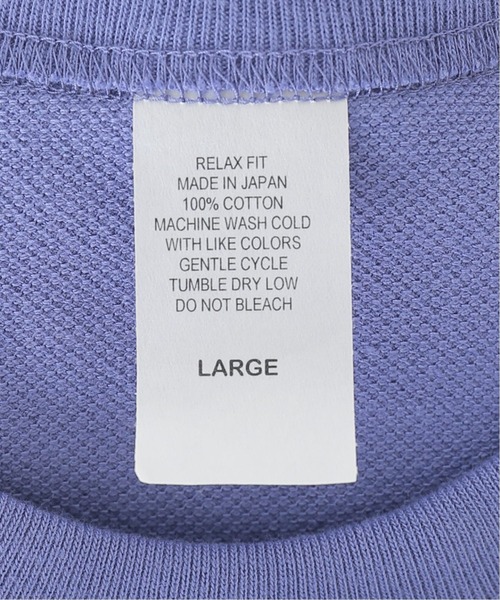 RELAX FIT
MADE IN JAPAN
100% COTTON
MACHINE WASH COLD
WITH LIKE COLORS
GENTLE CYCLE
TUMBLE DRY LOW
DO NOT BLEACH
LARGE